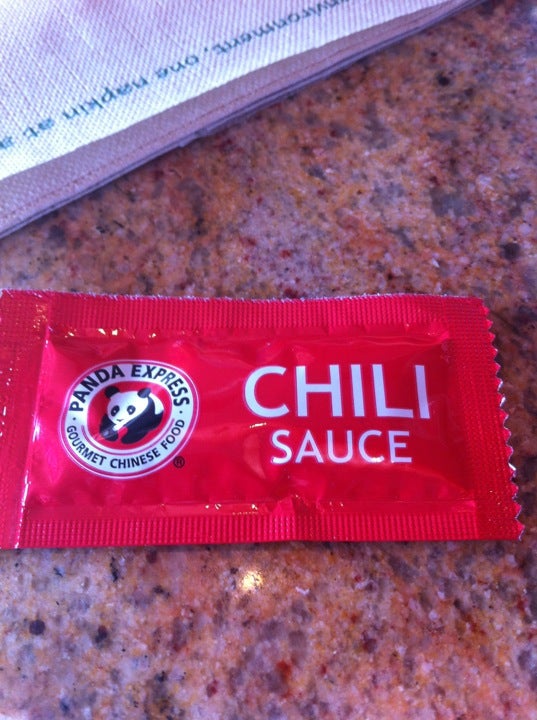 environment, one napkin at a
PANDA EXPRESS
GOURMET CHINESE FOOD
®
CHILI
SAUCE